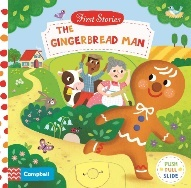 First Stories
THE
GINGERBREAD MAN
PUSH
PULL
SLIDE
Campbell